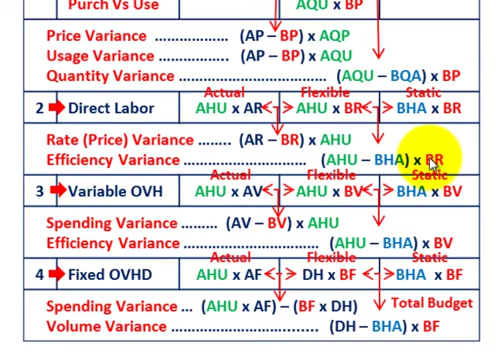 Purch Vs Use AQU x BP
Price Variance ................... (AP – BP) x AQP
Usage Variance .................. (AP – BP) x AQU
Quantity Variance ...................................... (AQU – BQA) x BP
Actual Flexible Static
2 Direct Labor AHU x AR AHU x BR BHA x BR
Rate (Price) Variance ........ (AR – BR) x AHU
Efficiency Variance ...................................... (AHU – BHA) x BR
Actual Flexible Static
3 Variable OVH AHU x AV AHU x BV BHA x BV
Spending Variance ......... (AV – BV) x AHU
Efficiency Variance ...................................... (AHU – BHA) x BV
Actual Flexible Static
4 Fixed OVHD AHU x AF DH x BF BHA x BF
Spending Variance ... (AHU x AF) – (BF x DH) Total Budget
Volume Variance ...................................... (DH – BHA) x BF